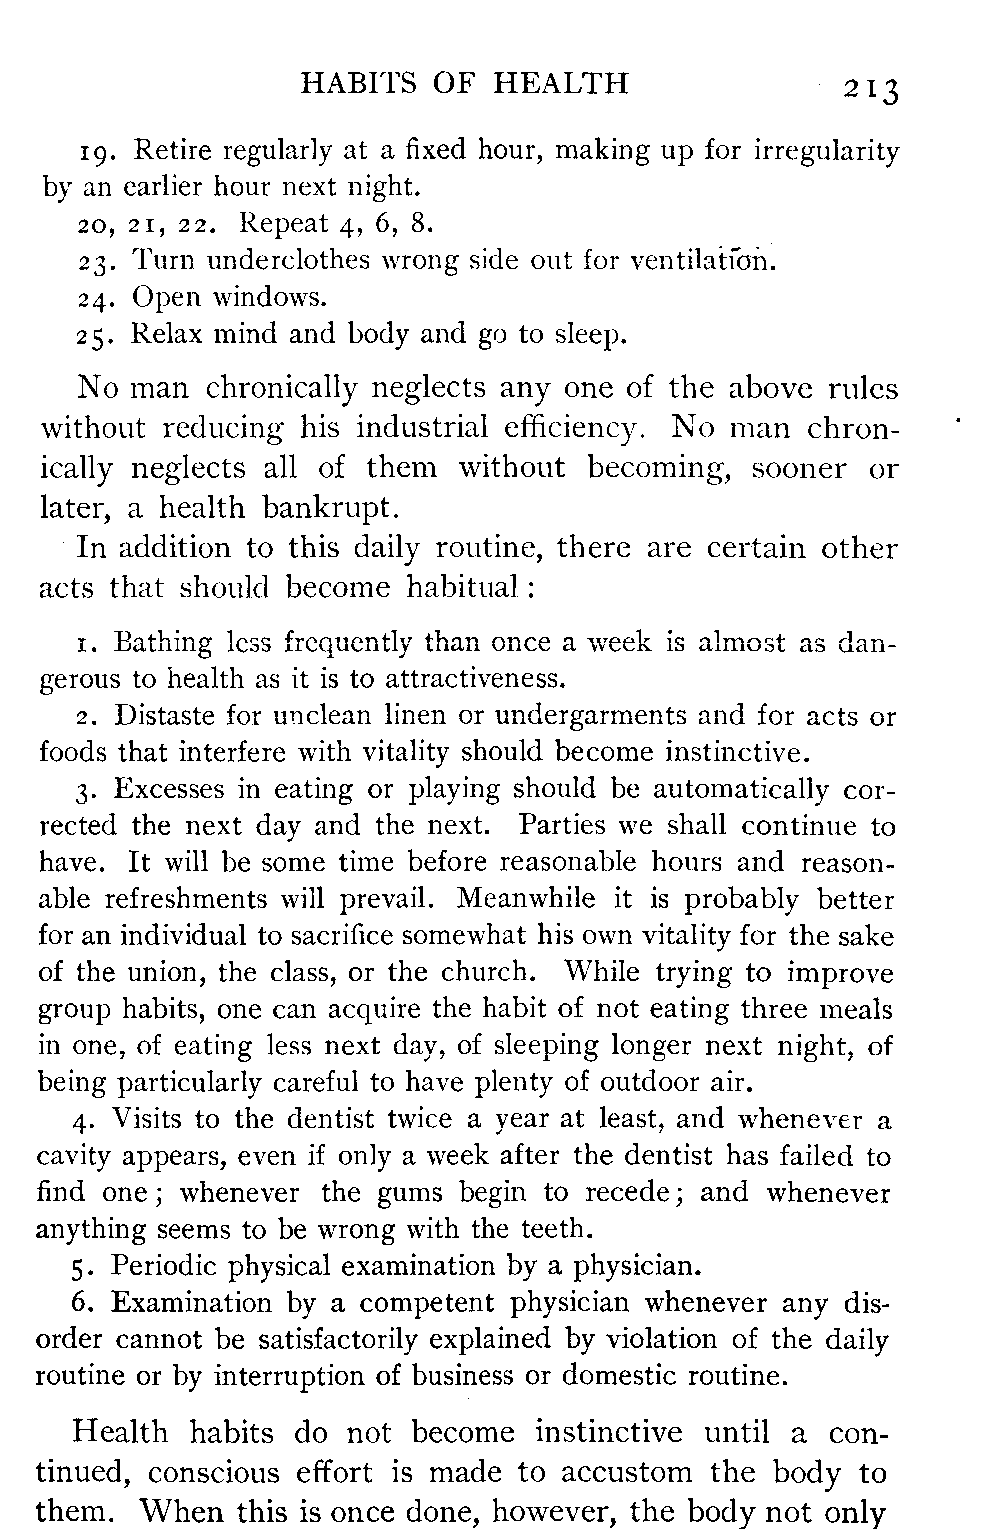 HABITS OF HEALTH 213
19. Retire regularly at a fixed hour, making up for irregularity
by an earlier hour next night.
20, 21, 22. Repeat 4, 6, 8.
23. Turn underclothes wrong side out for ventilation.
24. Open windows.
25. Relax mind and body and go to sleep.
No man chronically neglects any one of the above rules
without reducing his industrial efficiency. No man chron-
ically neglects all of them without becoming, sooner or
later, a health bankrupt.
In addition to this daily routine, there are certain other
acts that should become habitual :
1. Bathing less frequently than once a week is almost as dan-
gerous to health as it is to attractiveness.
2. Distaste for unclean linen or undergarments and for acts or
foods that interfere with vitality should become instinctive.
3. Excesses in eating or playing should be automatically cor-
rected the next day and the next. Parties we shall continue to
have. It will be some time before reasonable hours and reason-
able refreshments will prevail. Meanwhile it is probably better
for an individual to sacrifice somewhat his own vitality for the sake
of the union, the class, or the church. While trying to improve
group habits, one can acquire the habit of not eating three meals
in one, of eating less next day, of sleeping longer next night, of
being particularly careful to have plenty of outdoor air.
4. Visits to the dentist twice a year at least, and whenever a
cavity appears, even if only a week after the dentist has failed to
find one ; whenever the gums begin to recede ; and whenever
anything seems to be wrong with the teeth.
5. Periodic physical examination by a physician.
6. Examination by a competent physician whenever any dis-
order cannot be satisfactorily explained by violation of the daily
routine or by interruption of business or domestic routine.
Health habits do not become instinctive until a con-
tinued, conscious effort is made to accustom the body to
them. When this is once done, however, the body not only